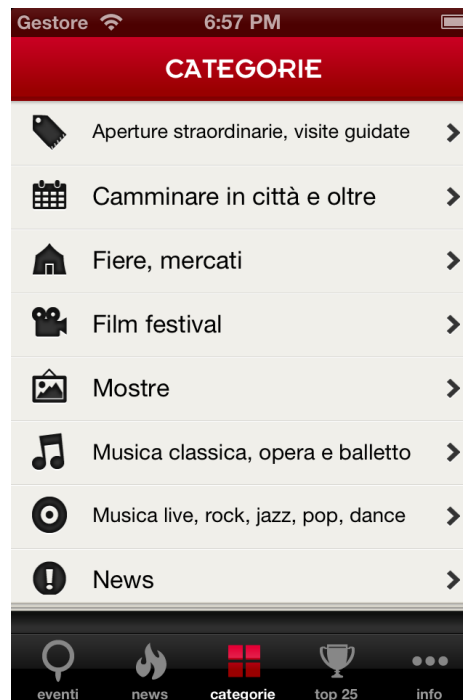 Gestore 6:57 PM
CATEGORIE
Aperture straordinarie, visite guidate
Camminare in città e oltre
Fiere, mercati
Film festival
Mostre
Musica classica, opera e balletto
Musica live, rock, jazz, pop, dance
News
eventi news categorie top 25 info